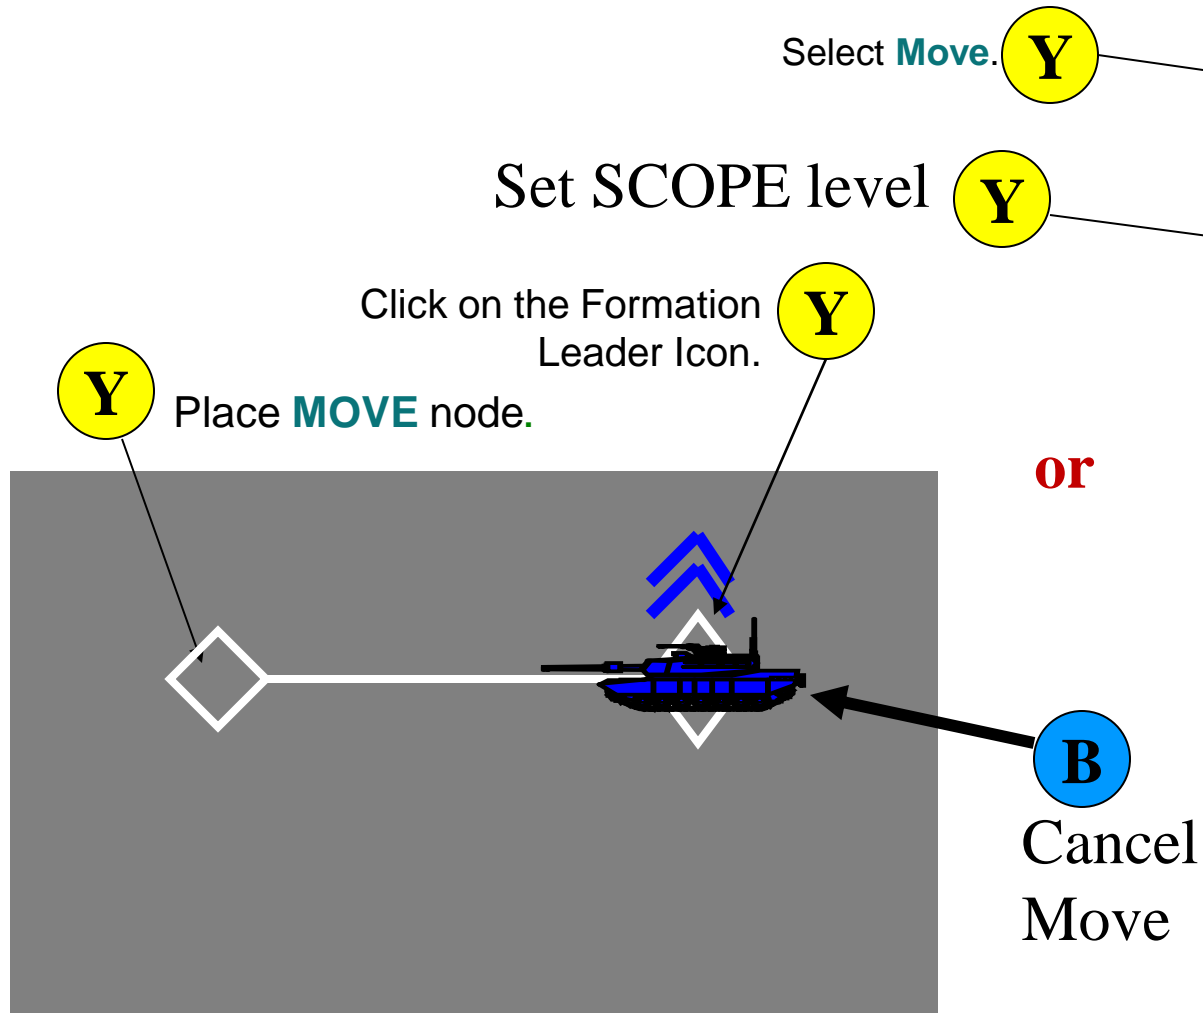 Select Move.
Y
Set SCOPE level
Y
Click on the Formation
Leader Icon.
Y
Y
Place MOVE node.
or
B
Cancel
Move